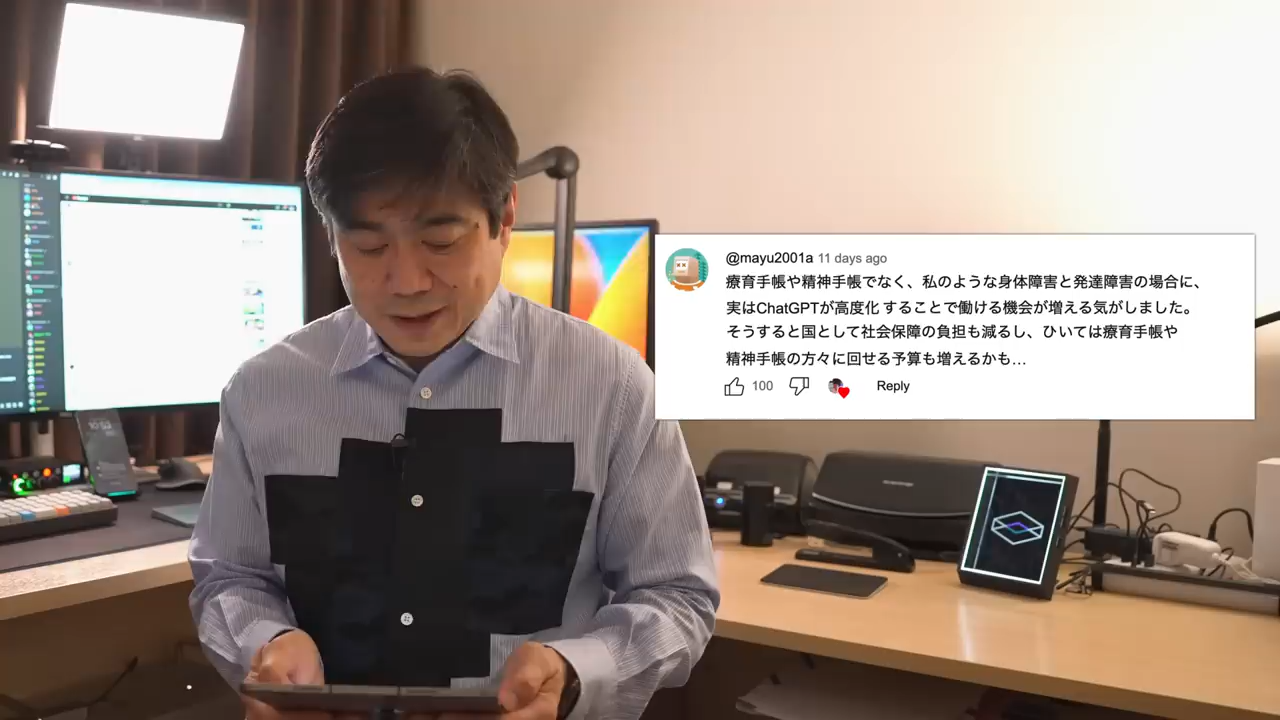 @mayu2001a 11 days ago
療育手帳や精神手帳でなく、私のような身体障害と発達障害の場合に、
実はChatGPTが高度化することで働ける機会が増える気がしました。
そうすると国として社会保障の負担も減るし、ひいては療育手帳や
精神手帳の方々に回せる予算も増えるかも…
100 Reply